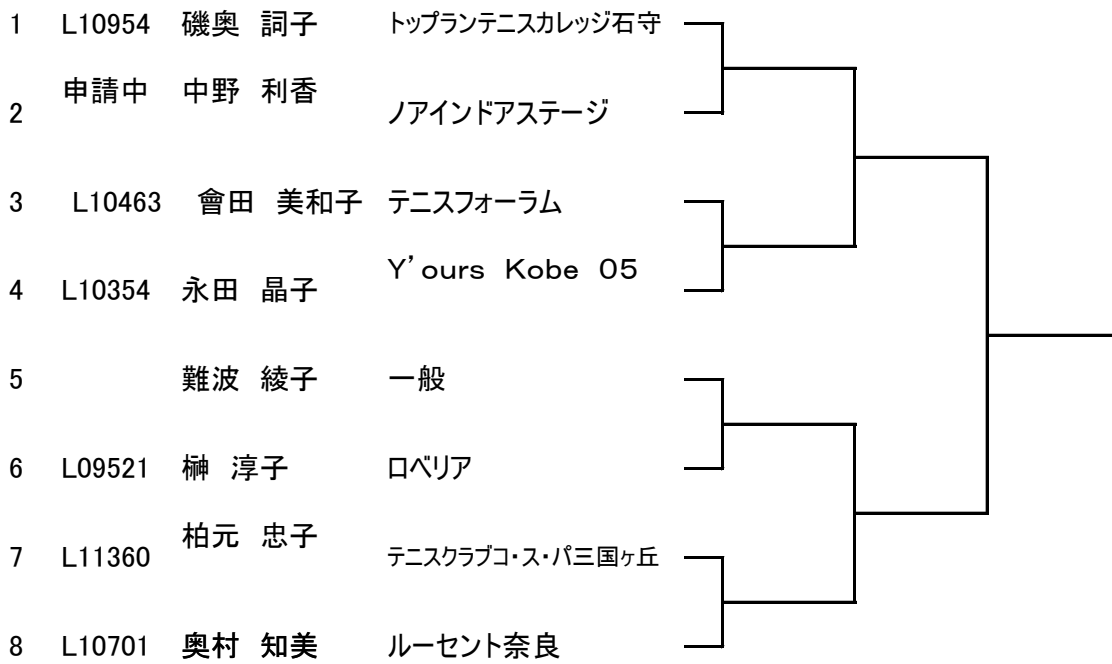 1 L10954 磯奥 詞子 トップランテニスカレッジ石守
2 申請中 中野 利香 ノアインドアステージ
3 L10463 會田 美和子 テニスフォーラム
4 L10354 永田 晶子 Y'ours Kobe 05
5 難波 綾子 一般
6 L09521 榊 淳子 ロベリア
7 L11360 柏元 忠子 テニスクラブコ・ス・パ三国ヶ丘
8 L10701 奥村 知美 ルーセント奈良